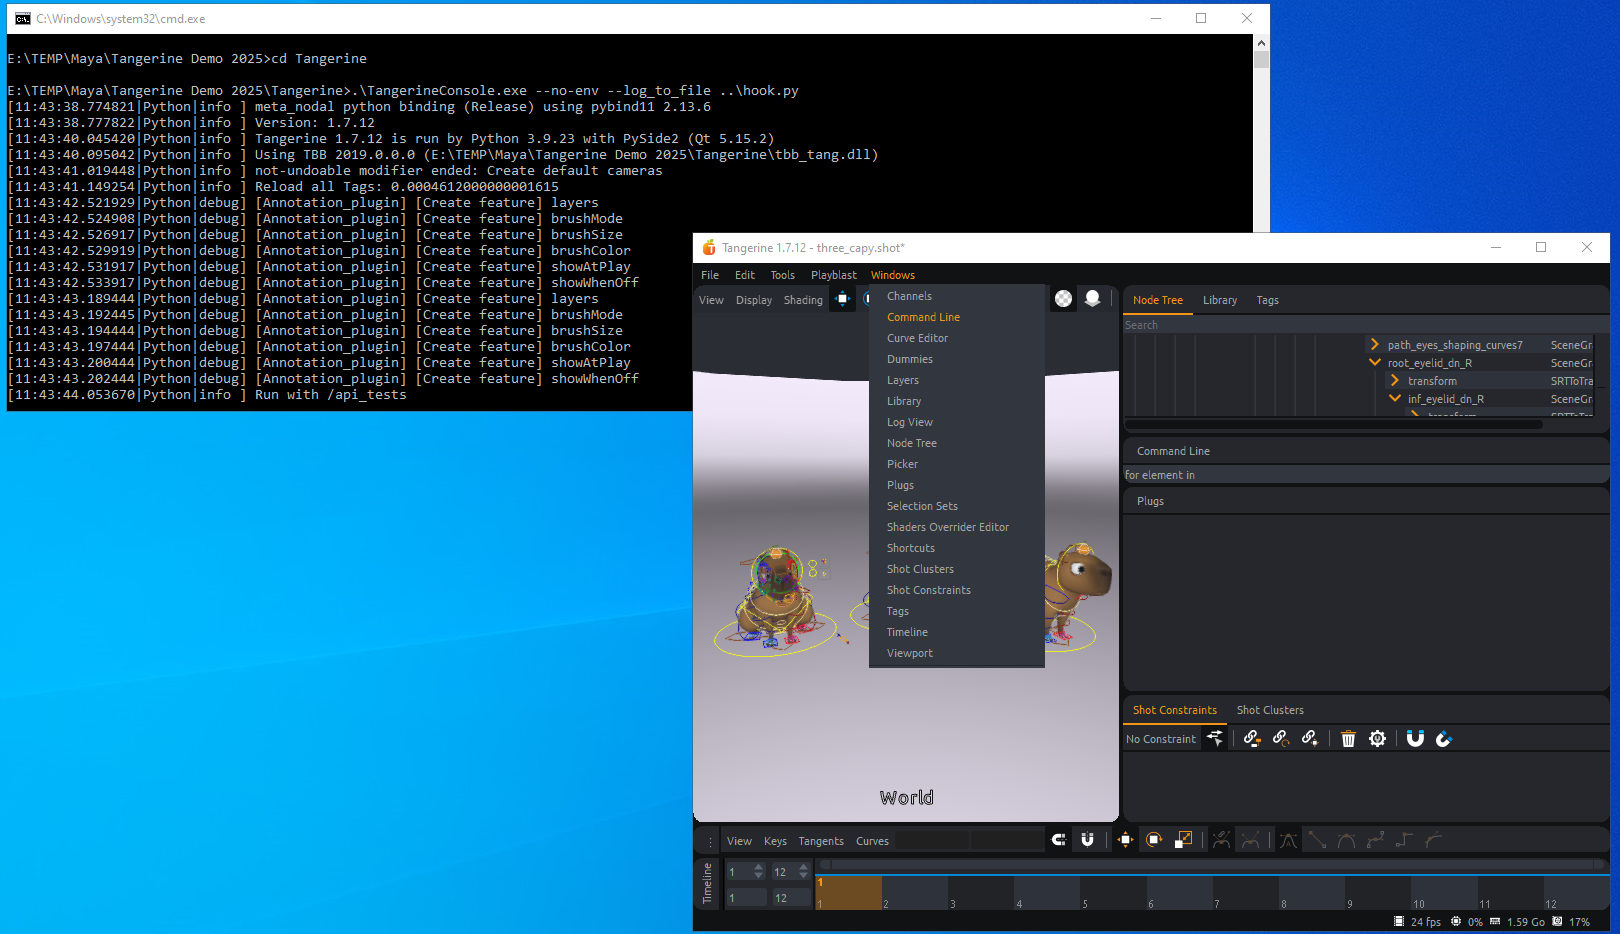 C:\Windows\system32\cmd.exe
E:\TEMP\Maya\Tangerine Demo 2025>cd Tangerine
E:\TEMP\Maya\Tangerine Demo 2025\Tangerine>.\TangerineConsole.exe --no-env --log_to_file ..\hook.py
[11:43:38.774821|Python|info ] meta_nodal python binding (Release) using pybind11 2.13.6
[11:43:38.777822|Python|info ] Version: 1.7.12
[11:43:40.045420|Python|info ] Tangerine 1.7.12 is run by Python 3.9.23 with PySide2 (Qt 5.15.2)
[11:43:40.095042|Python|info ] Using TBB 2019.0.0.0 (E:\TEMP\Maya\Tangerine Demo 2025\Tangerine\tbb_tang.dll)
[11:43:41.019448|Python|info ] not-undoable modifier ended: Create default cameras
[11:43:41.149254|Python|info ] Reload all Tags: 0.0004612000000001615
[11:43:42.521929|Python|debug] [Annotation_plugin] [Create feature] layers
[11:43:42.524908|Python|debug] [Annotation_plugin] [Create feature] brushMode
[11:43:42.526917|Python|debug] [Annotation_plugin] [Create feature] brushSize
[11:43:42.529919|Python|debug] [Annotation_plugin] [Create feature] brushColor
[11:43:42.531917|Python|debug] [Annotation_plugin] [Create feature] showAtPlay
[11:43:42.533917|Python|debug] [Annotation_plugin] [Create feature] showWhenOff
[11:43:43.189444|Python|debug] [Annotation_plugin] [Create feature] layers
[11:43:43.192445|Python|debug] [Annotation_plugin] [Create feature] brushMode
[11:43:43.194444|Python|debug] [Annotation_plugin] [Create feature] brushSize
[11:43:43.197444|Python|debug] [Annotation_plugin] [Create feature] brushColor
[11:43:43.200444|Python|debug] [Annotation_plugin] [Create feature] showAtPlay
[11:43:43.202444|Python|debug] [Annotation_plugin] [Create feature] showWhenOff
[11:43:44.053670|Python|info ] Run with /api_tests
Tangerine 1.7.12 - three_capy.shot*
File Edit Tools Playblast Windows
View Display Shading
Channels
Command Line
Curve Editor
Dummies
Layers
Library
Log View
Node Tree
Picker
Plugs
Selection Sets
Shaders Overrider Editor
Shortcuts
Shot Clusters
Shot Constraints
Tags
Timeline
Viewport
World
Node Tree Library Tags
Search
path_eyes_shaping_curves7 SceneGr
root_eyelid_dn_R SceneGr
transform SRTToTra
inf_eyelid_dn_R SceneGr
transform SRTToTra
Command Line
for element in
Plugs
Shot Constraints Shot Clusters
No Constraint
View Keys Tangents Curves
Timeline
1 12
1 12
1
1 2 3 4 5 6 7 8 9 10 11 12
24 fps 0% 1.59 Go 17%